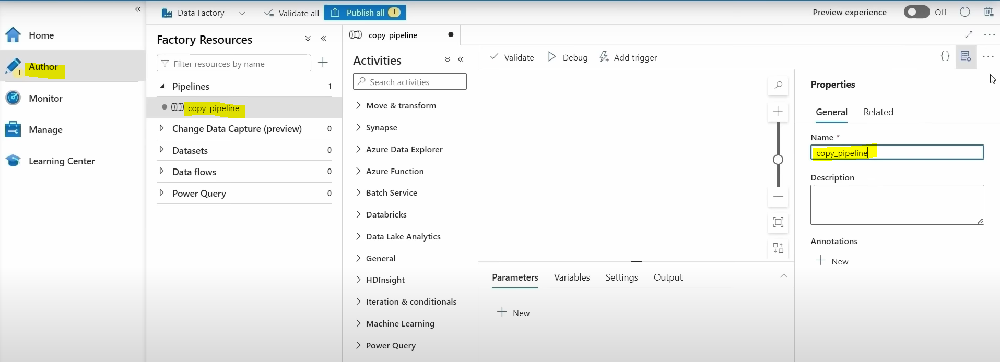 Data Factory
Validate all
Publish all 1
Preview experience
Off
Home
Author
1
Monitor
Manage
Learning Center
Factory Resources
Filter resources by name
Pipelines 1
copy_pipeline
Change Data Capture (preview) 0
Datasets 0
Data flows 0
Power Query 0
copy_pipeline
Activities
Search activities
Move & transform
Synapse
Azure Data Explorer
Azure Function
Batch Service
Databricks
Data Lake Analytics
General
HDInsight
Iteration & conditionals
Machine Learning
Power Query
Validate
Debug
Add trigger
{}
Parameters Variables Settings Output
New
Properties
General Related
Name *
copy_pipeline
Description
Annotations
New